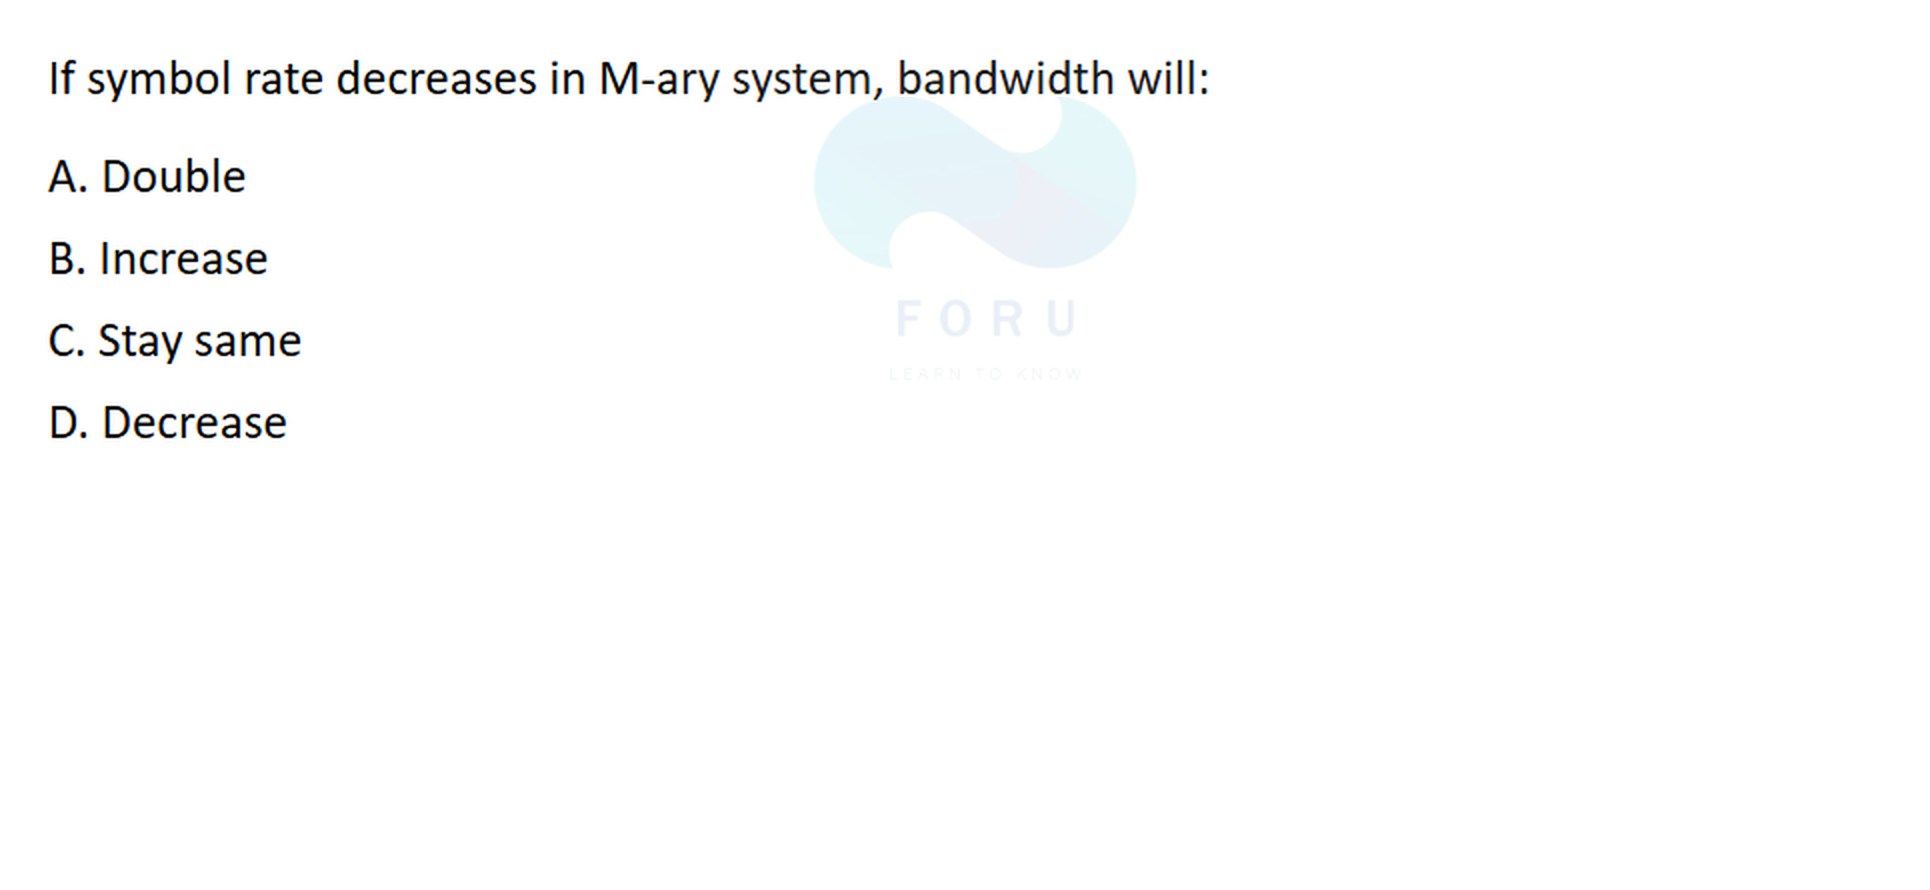 If symbol rate decreases in M-ary system, bandwidth will:
A. Double
B. Increase
C. Stay same
D. Decrease
FORU
LEARN TO KNOW